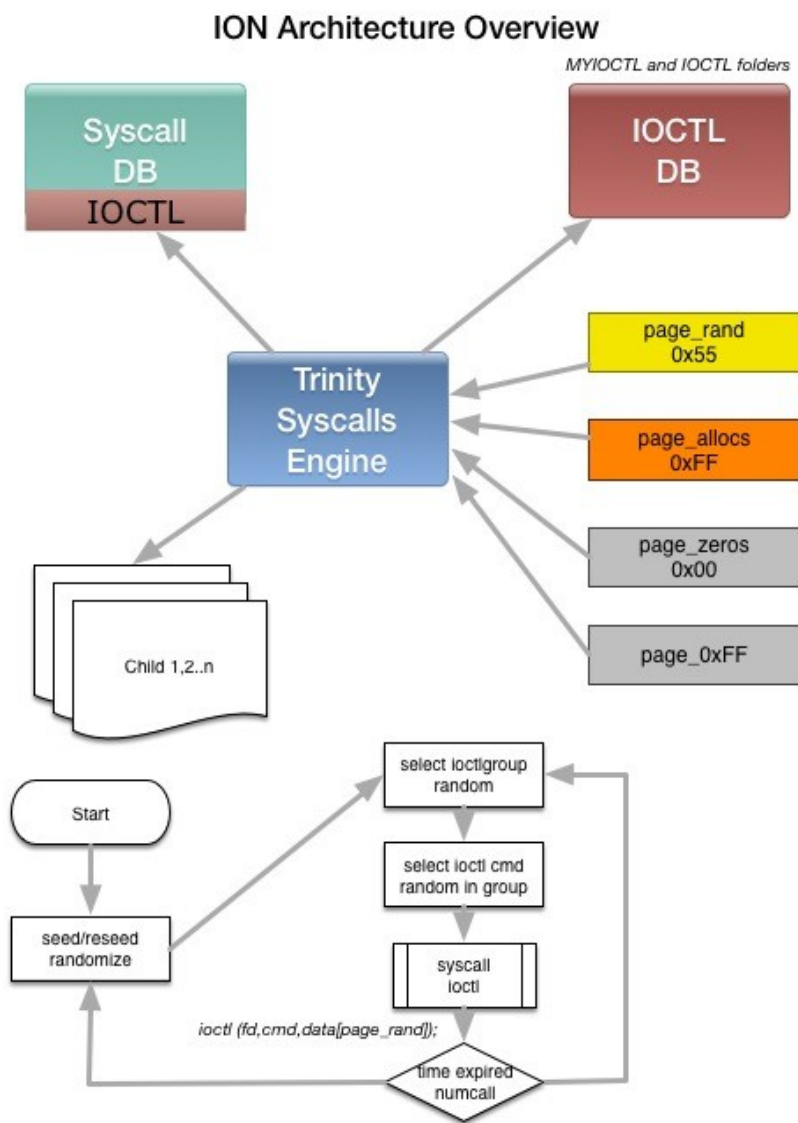 ION Architecture Overview
MYIOCTL and IOCTL folders
Syscall
DB
IOCTL
IOCTL
DB
Trinity
Syscalls
Engine
page_rand
0x55
page_allocs
0xFF
page_zeros
0x00
page_0xFF
Child 1,2..n
Start
seed/reseed
randomize
select ioctlgroup
random
select ioctl cmd
random in group
syscall
ioctl
ioctl (fd,cmd,data[page_rand]);
time expired
numcall